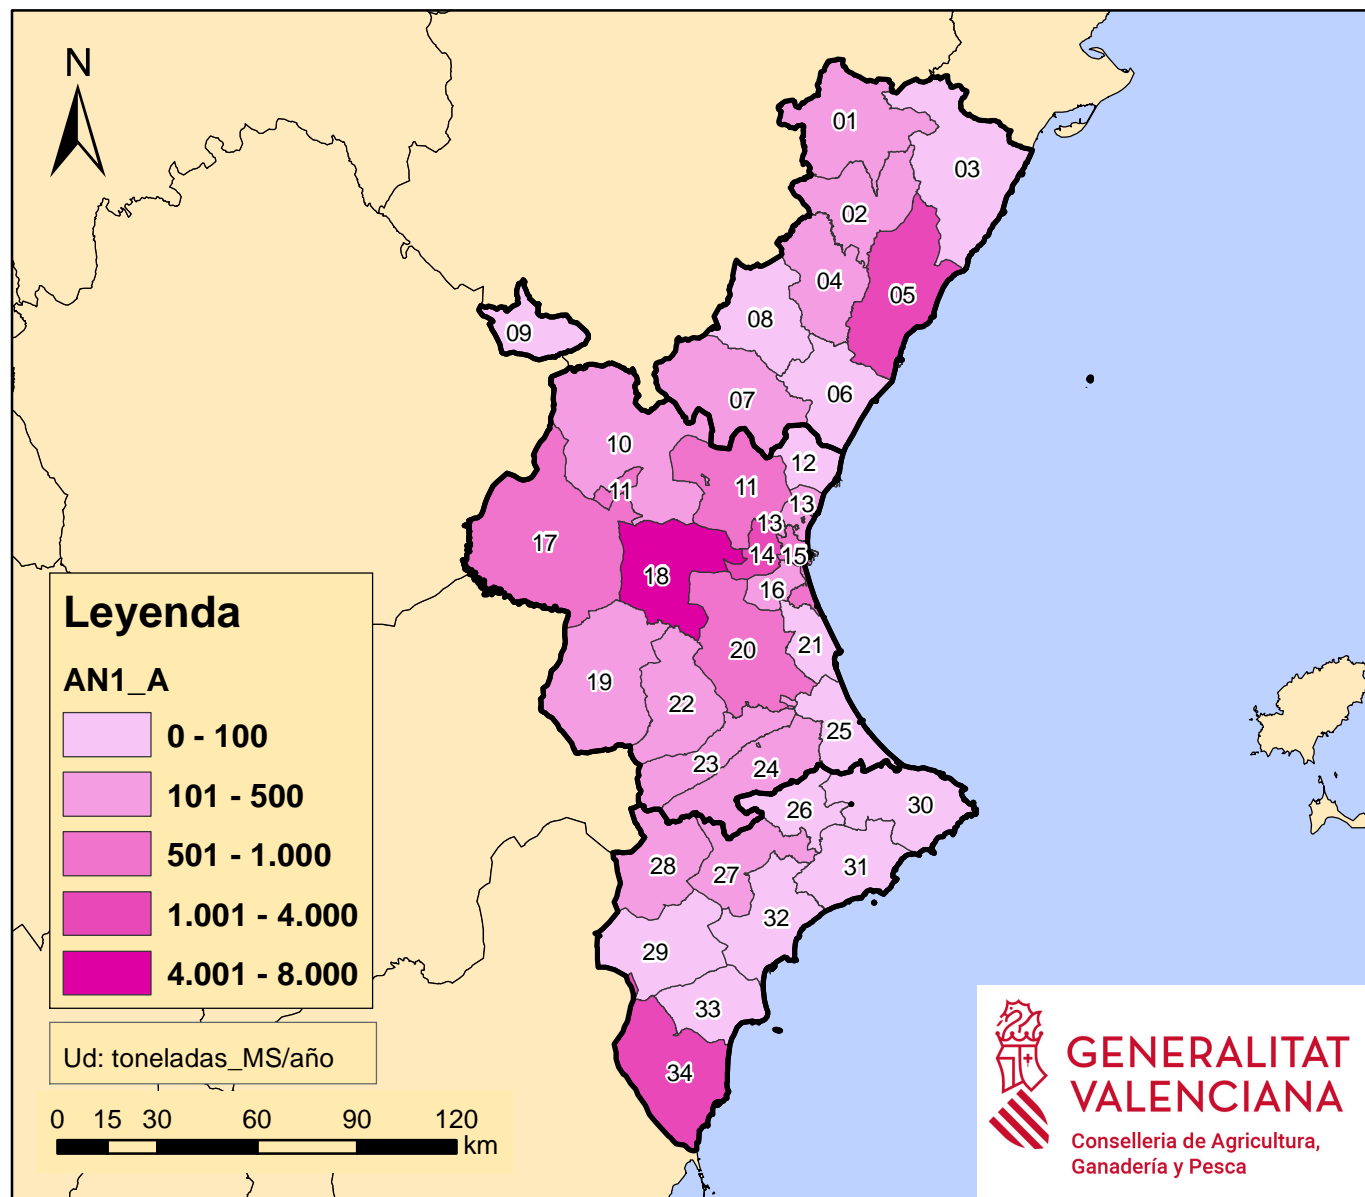 N
01
03
02
04
05
08
09
06
07
10
12
11
11
13
13
17
14
15
18
16
21
20
19
22
25
23
24
26
30
28
27
31
32
29
33
34
Leyenda
AN1_A
0 - 100
101 - 500
501 - 1.000
1.001 - 4.000
4.001 - 8.000
Ud: toneladas_MS/año
0 15 30 60 90 120
km
GENERALITAT
VALENCIANA
Conselleria de Agricultura,
Ganadería y Pesca